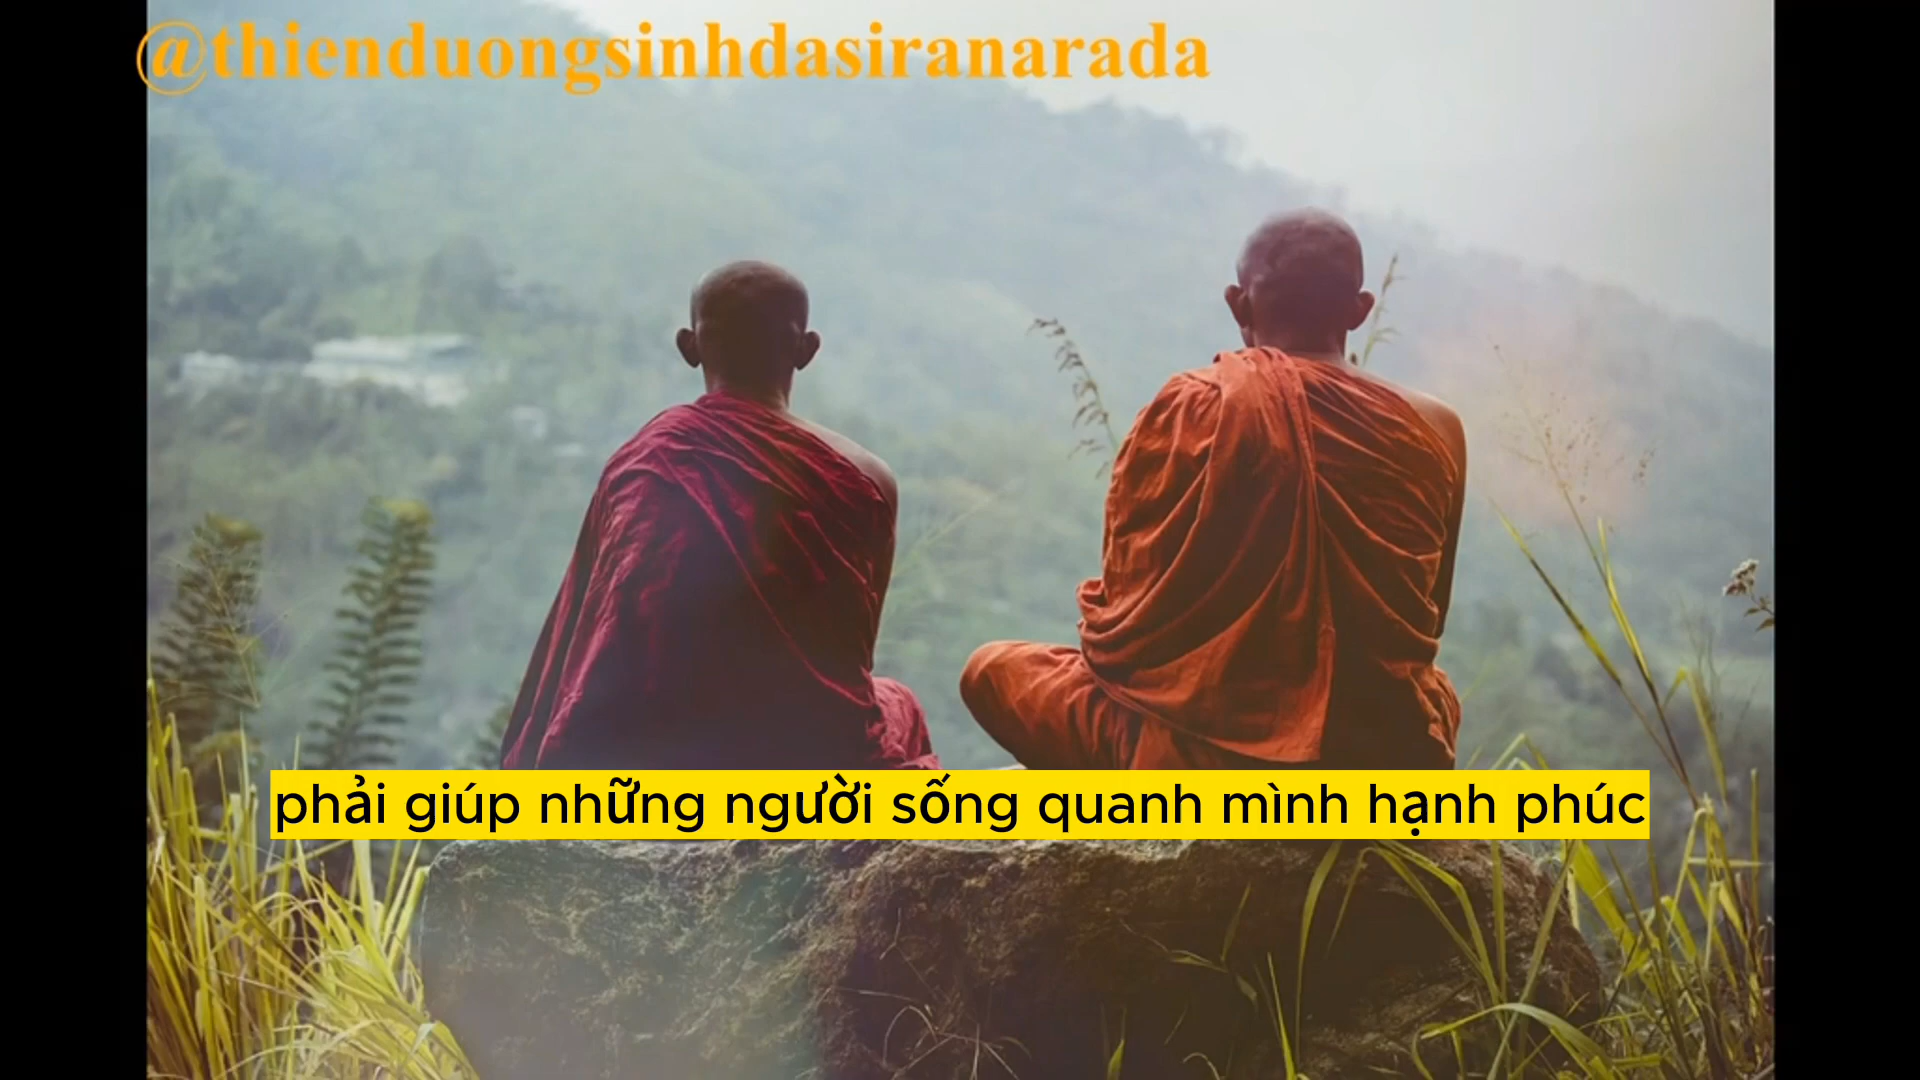 @thienduongsinhdasiranarada
phải giúp những người sống quanh mình hạnh phúc